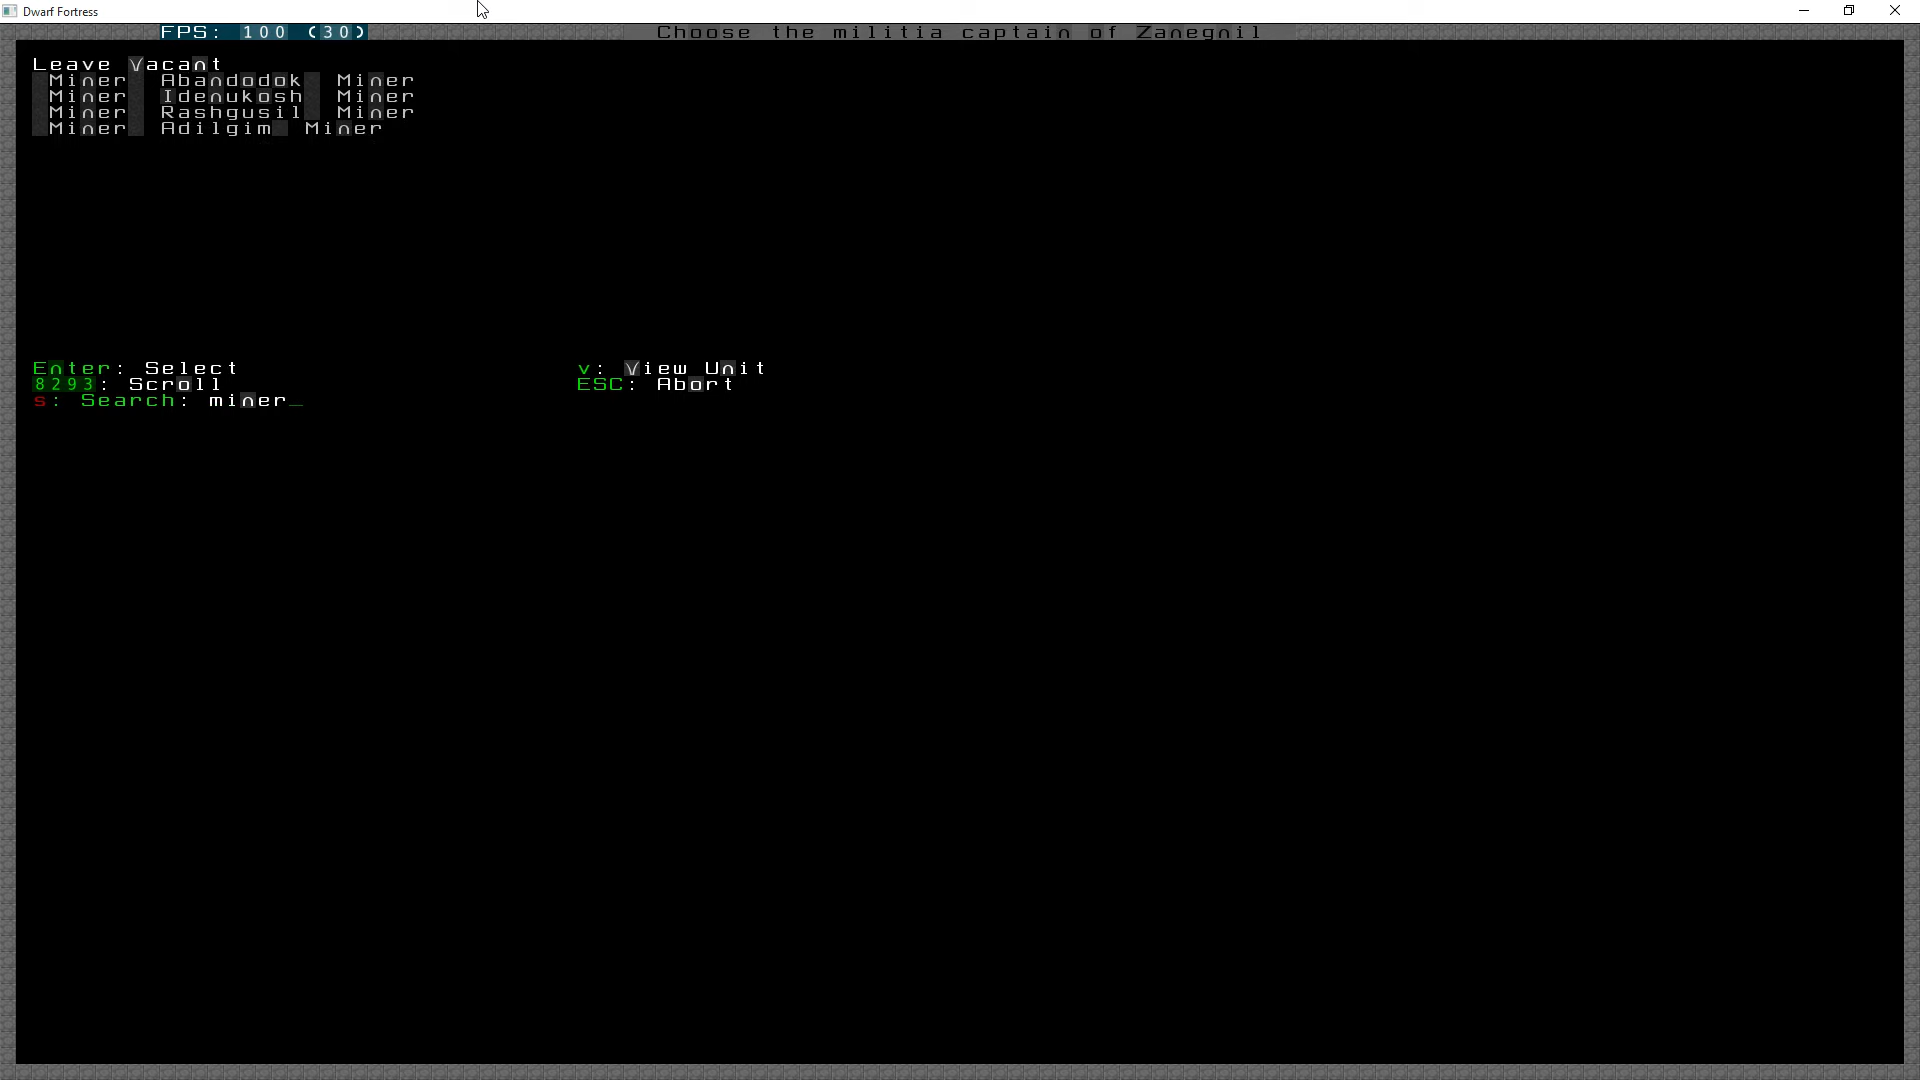 Dwarf Fortress
FPS: 100 (30) Choose the militia captain of Zanegnil
Leave Vacant
Miner Abandodok Miner
Miner Idenukosh Miner
Miner Rashgusil Miner
Miner Adilgim Miner
Enter: Select v: View Unit
8293: Scroll ESC: Abort
s: Search: miner_